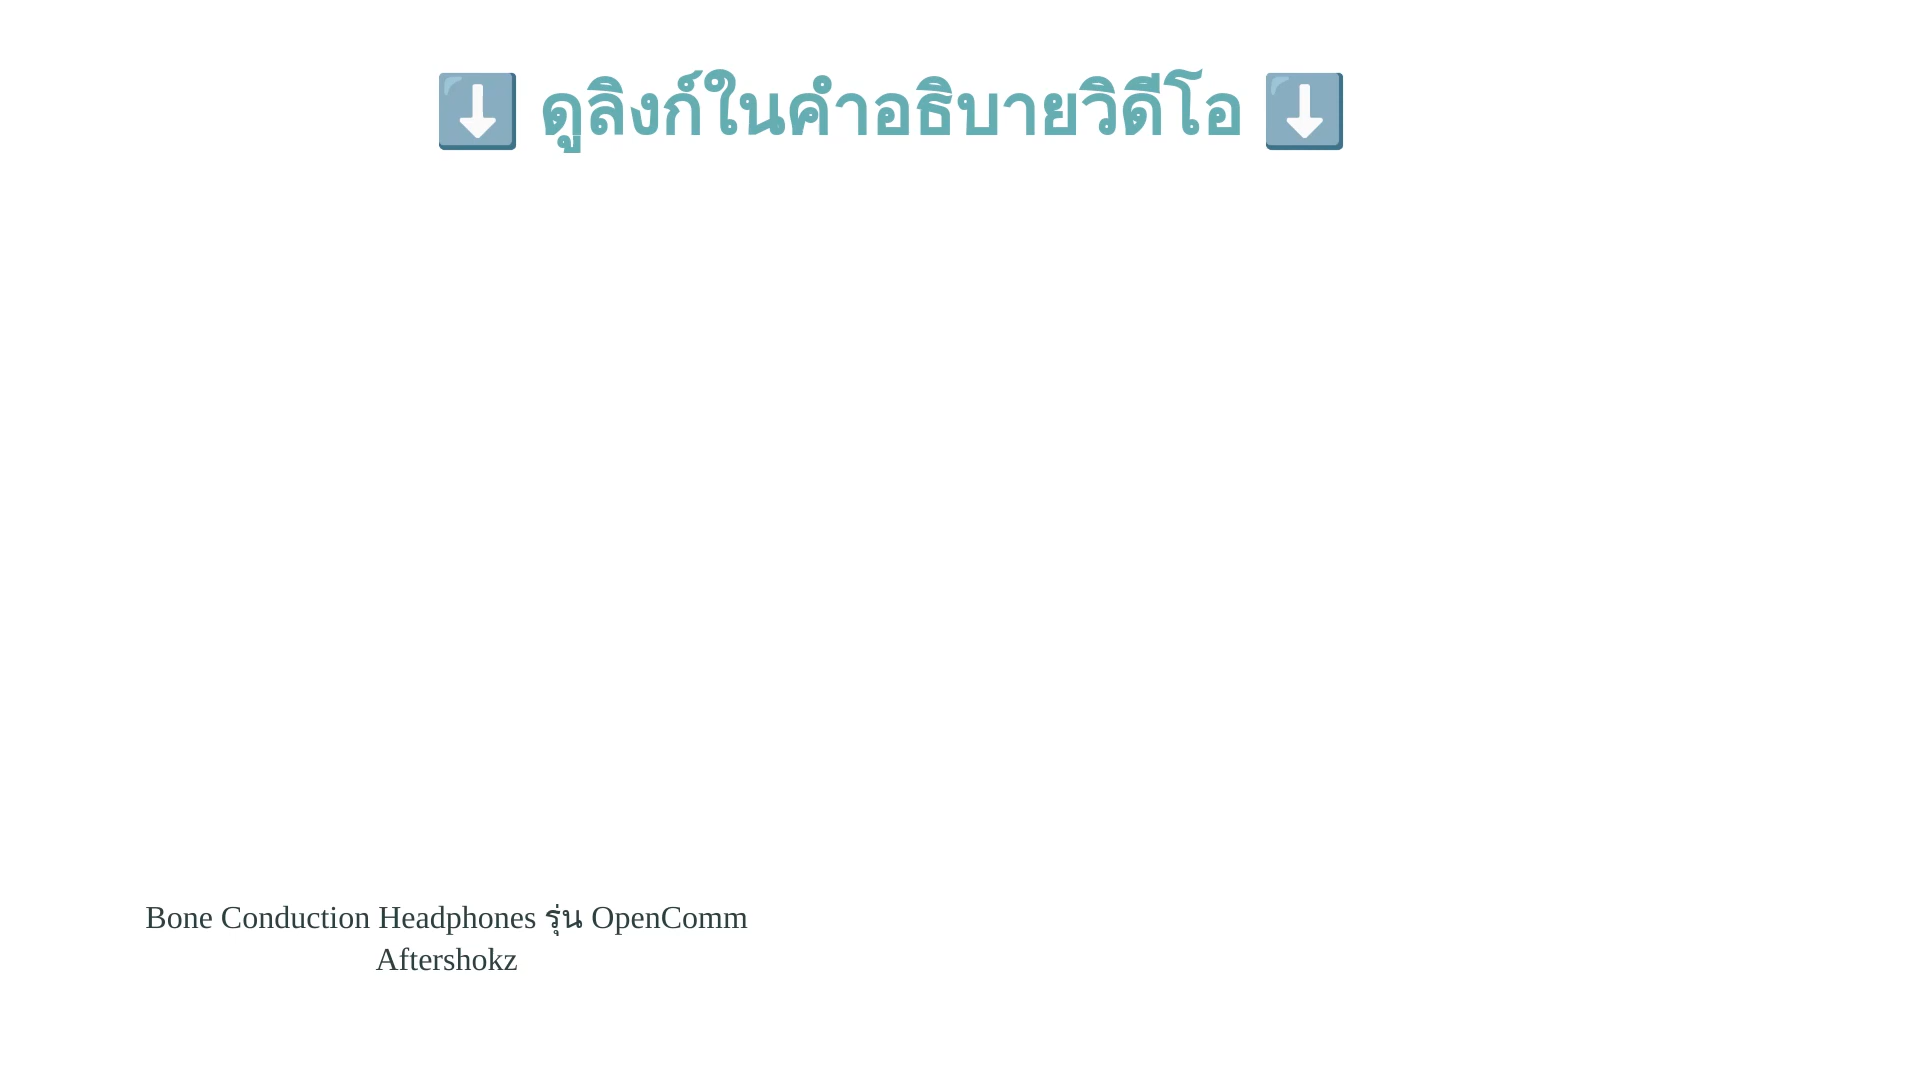 ⬇️ ดูลิงก์ในคำอธิบายวิดีโอ ⬇️
Bone Conduction Headphones รุ่น OpenComm
Aftershokz